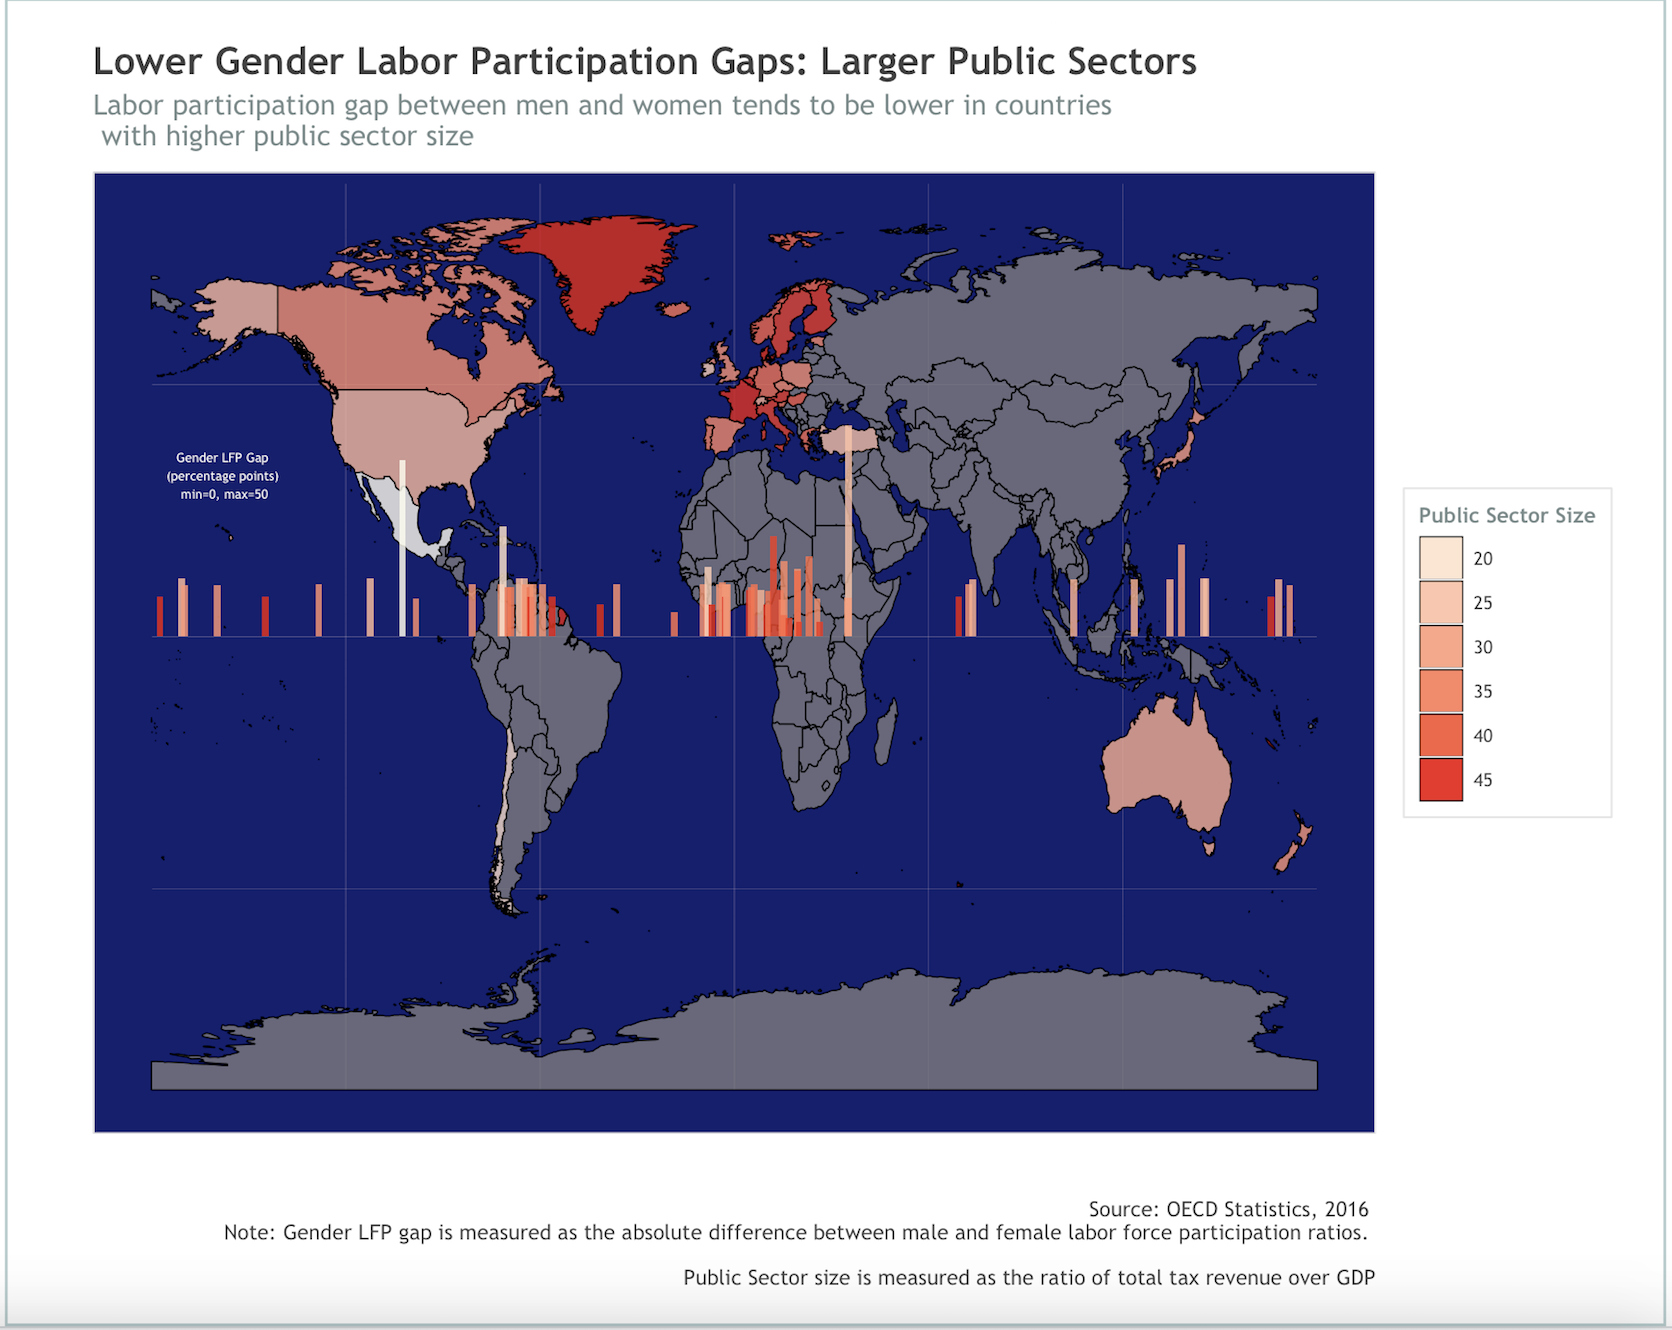 Lower Gender Labor Participation Gaps: Larger Public Sectors
Labor participation gap between men and women tends to be lower in countries
with higher public sector size
Gender LFP Gap
(percentage points)
min=0, max=50
Public Sector Size
20
25
30
35
40
45
Source: OECD Statistics, 2016
Note: Gender LFP gap is measured as the absolute difference between male and female labor force participation ratios.
Public Sector size is measured as the ratio of total tax revenue over GDP